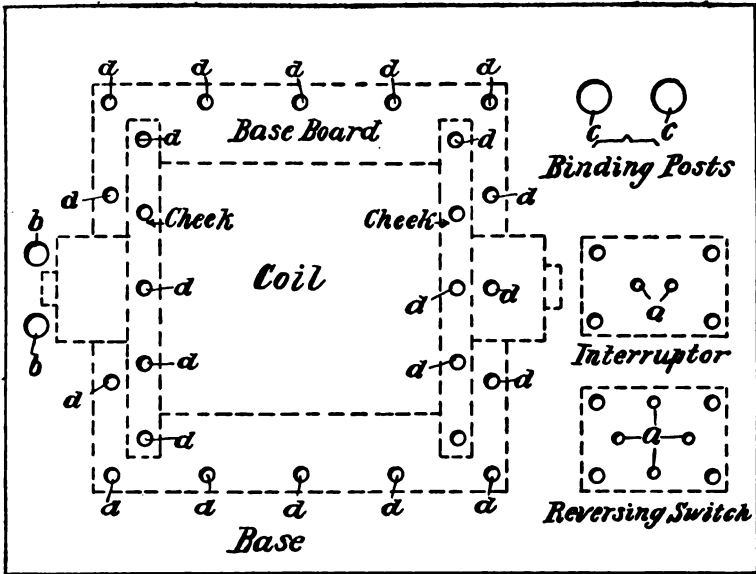 d d d d d
Base Board
d d
c c
Binding Posts
d d
b
Cheek Cheek
Coil
d d d
a
Interruptor
b
d d
d d
a
d
d d d d d
Reversing Switch
Base